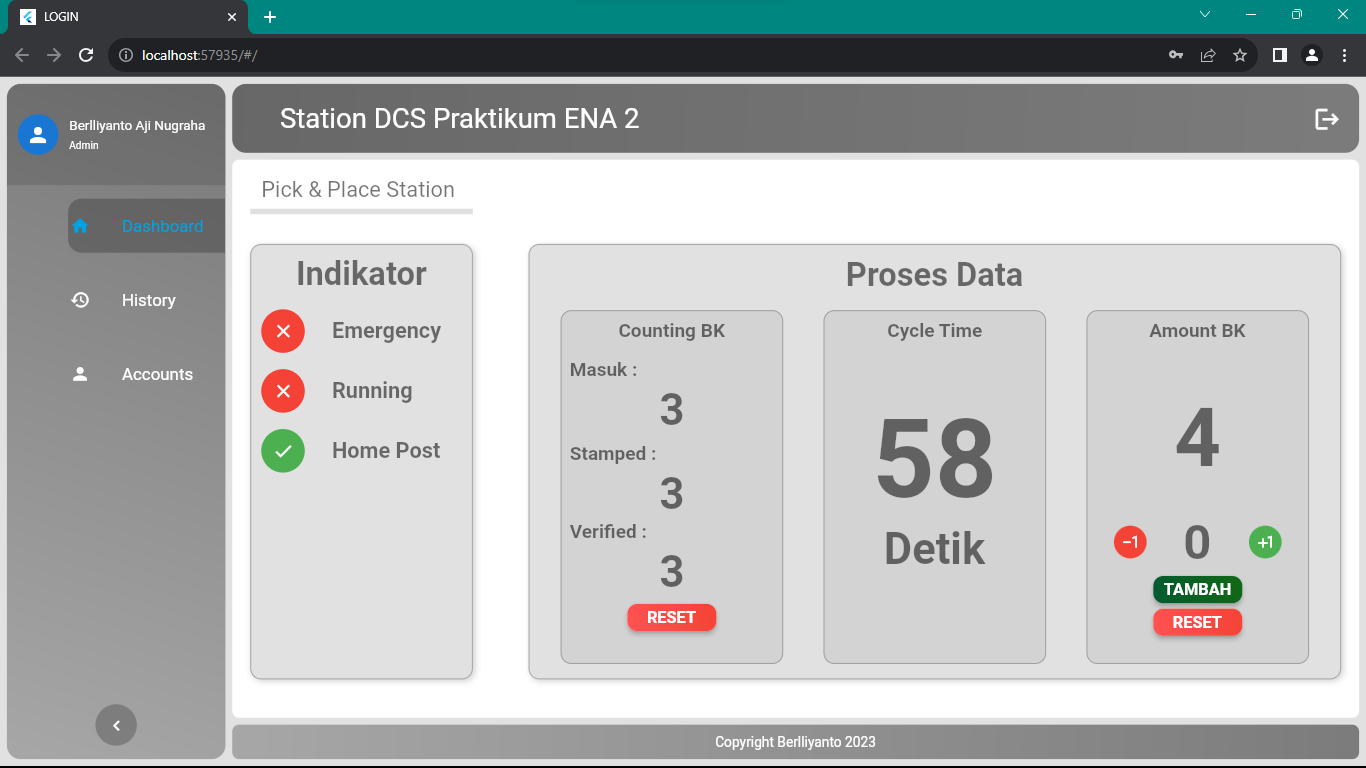 LOGIN
localhost:57935/#/
Berlliyanto Aji Nugraha
Admin
Station DCS Praktikum ENA 2
Dashboard
History
Accounts
Pick & Place Station
Indikator
Emergency
Running
Home Post
Proses Data
Counting BK
Masuk :
3
Stamped :
3
Verified :
3
RESET
Cycle Time
58
Detik
Amount BK
4
−1
0
+1
TAMBAH
RESET
Copyright Berlliyanto 2023